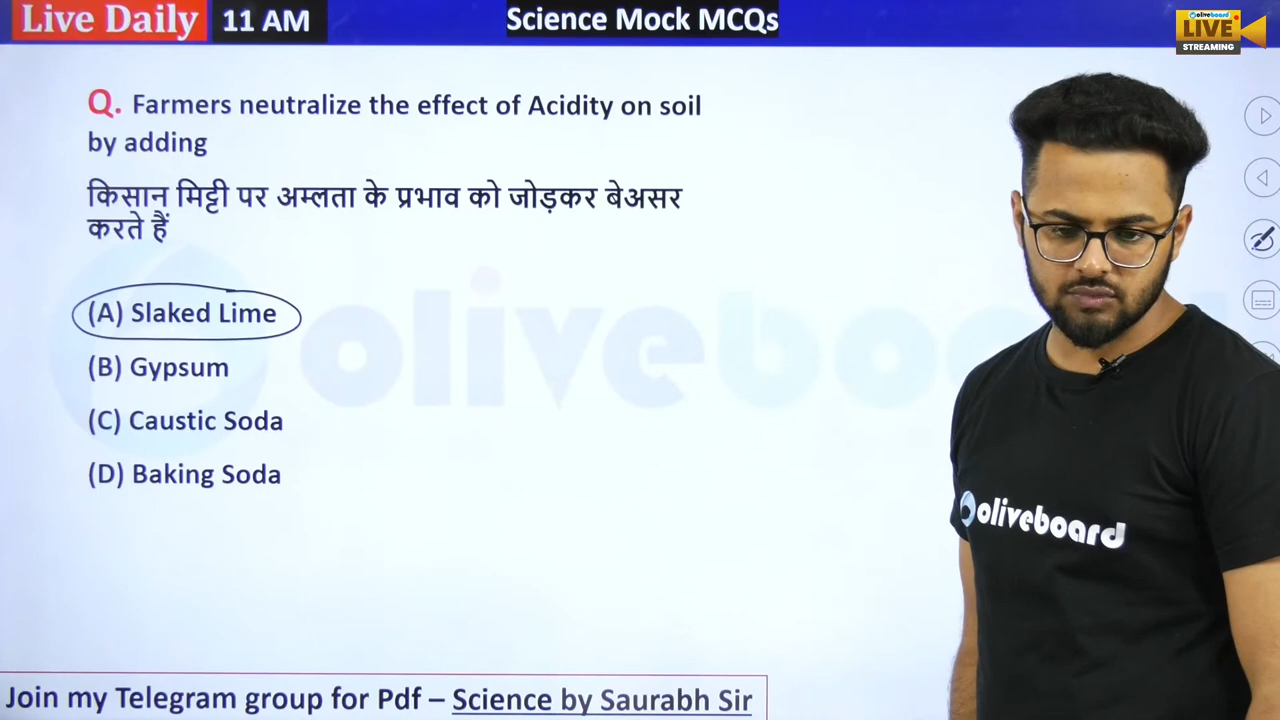 Live Daily 11 AM Science Mock MCQs
oliveboard
LIVE
STREAMING
Q. Farmers neutralize the effect of Acidity on soil
by adding
किसान मिट्टी पर अम्लता के प्रभाव को जोड़कर बेअसर
करते हैं
(A) Slaked Lime
(B) Gypsum
(C) Caustic Soda
(D) Baking Soda
oliveboard
oliveboard
Join my Telegram group for Pdf – Science by Saurabh Sir